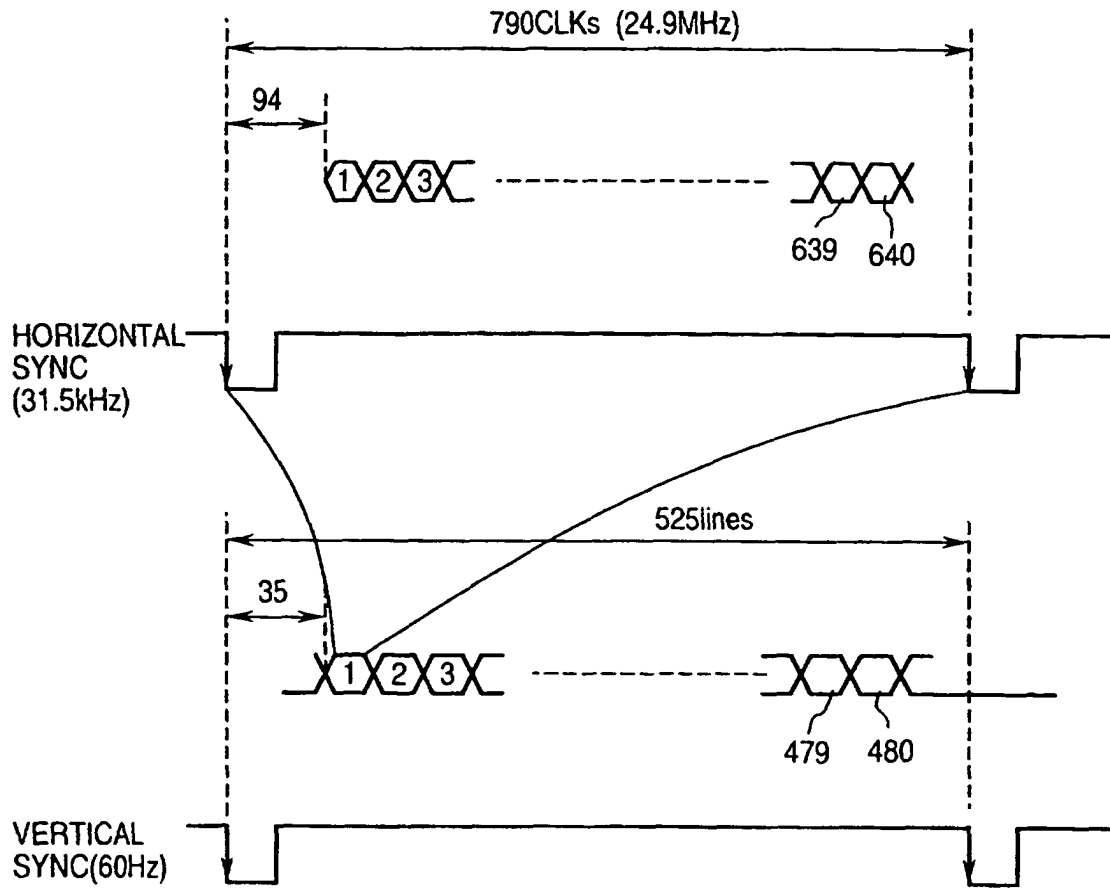 790CLKs (24.9MHz)
94
1 2 3
639 640
HORIZONTAL
SYNC
(31.5kHz)
525lines
35
1 2 3
479 480
VERTICAL
SYNC(60Hz)